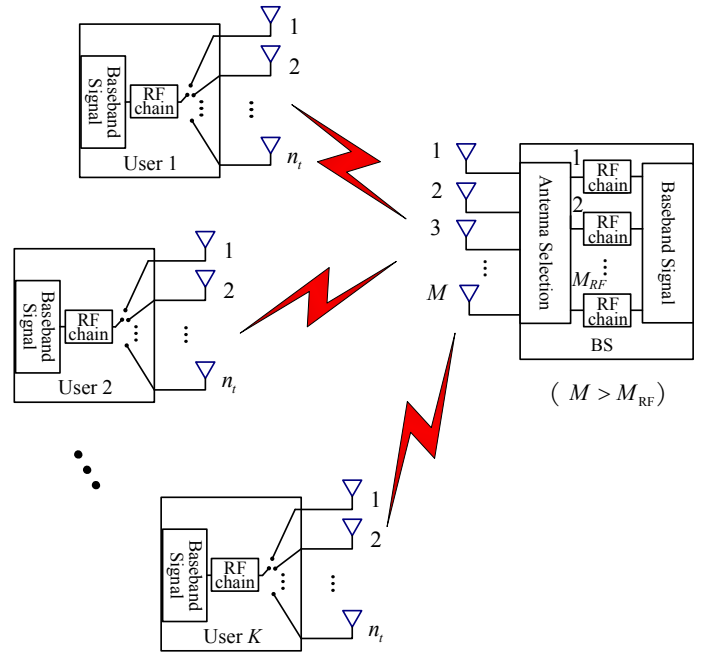 1
2
Baseband Signal
RF chain
n_t
User 1
1
2
Baseband Signal
RF chain
n_t
User 2
1
2
Baseband Signal
RF chain
n_t
User K
1
2
3
M
Antenna Selection
1
RF chain
2
RF chain
M_RF
RF chain
Baseband Signal
BS
( M > M_RF )